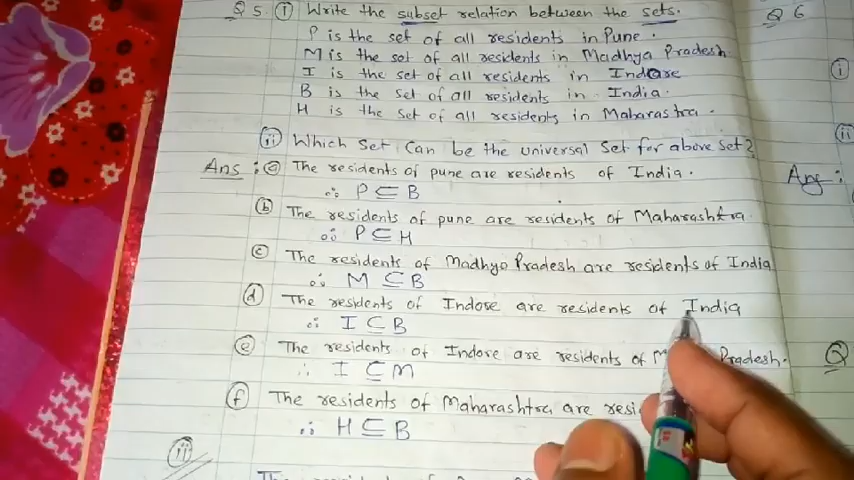 Q 5 i Write the subset relation between the sets.
P is the set of all residents in Pune.
M is the set of all residents in Madhya Pradesh
I is the set of all residents in Indore
B is the set of all residents in India.
H is the set of all residents in Maharastra.
ii Which Set Can be the universal Set for above set?
Ans : a The residents of pune are residents of India.
∴ P ⊆ B
b The residents of pune are residents of Maharashtra
∴ P ⊆ H
c The residents of Madhya Pradesh are residents of India
∴ M ⊆ B
d The residents of Indore are residents of India
∴ I ⊆ B
e The residents of Indore are residents of Pradesh.
∴ I ⊆ M
f The residents of Maharashtra are
∴ H ⊆ B
ii
Q 6
i
ii
Ans :
Q